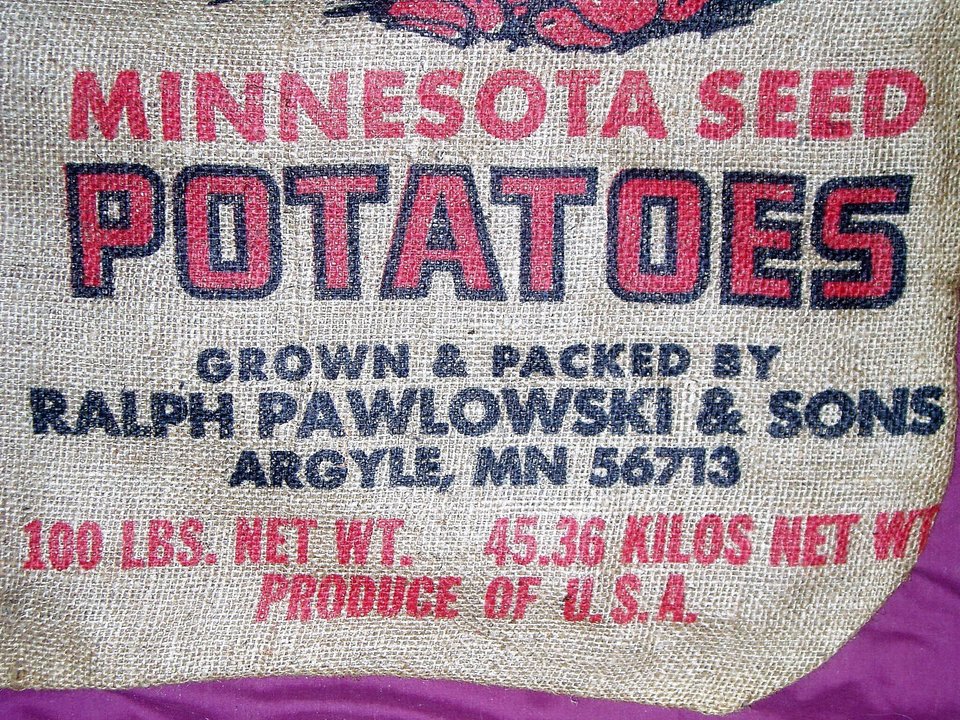 MINNESOTA SEED
POTATOES
GROWN & PACKED BY
RALPH PAWLOWSKI & SONS
ARGYLE, MN 56713
100 LBS. NET WT. 45.36 KILOS NET WT
PRODUCE OF U.S.A.